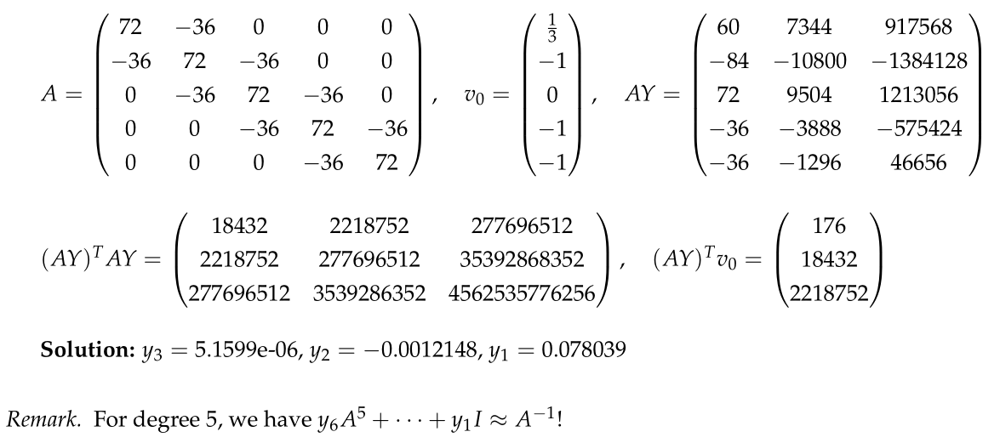 $A = \begin{pmatrix} 72 & -36 & 0 & 0 & 0 \\ -36 & 72 & -36 & 0 & 0 \\ 0 & -36 & 72 & -36 & 0 \\ 0 & 0 & -36 & 72 & -36 \\ 0 & 0 & 0 & -36 & 72 \end{pmatrix}, \quad v_0 = \begin{pmatrix} \frac{1}{3} \\ -1 \\ 0 \\ -1 \\ -1 \end{pmatrix}, \quad AY = \begin{pmatrix} 60 & 7344 & 917568 \\ -84 & -10800 & -1384128 \\ 72 & 9504 & 1213056 \\ -36 & -3888 & -575424 \\ -36 & -1296 & 46656 \end{pmatrix}$
$(AY)^T AY = \begin{pmatrix} 18432 & 2218752 & 277696512 \\ 2218752 & 277696512 & 35392868352 \\ 277696512 & 3539286352 & 4562535776256 \end{pmatrix}, \quad (AY)^T v_0 = \begin{pmatrix} 176 \\ 18432 \\ 2218752 \end{pmatrix}$
Solution: $y_3 = 5.1599\text{e-}06, y_2 = -0.0012148, y_1 = 0.078039$
Remark. For degree 5, we have $y_6 A^5 + \cdots + y_1 I \approx A^{-1}$!